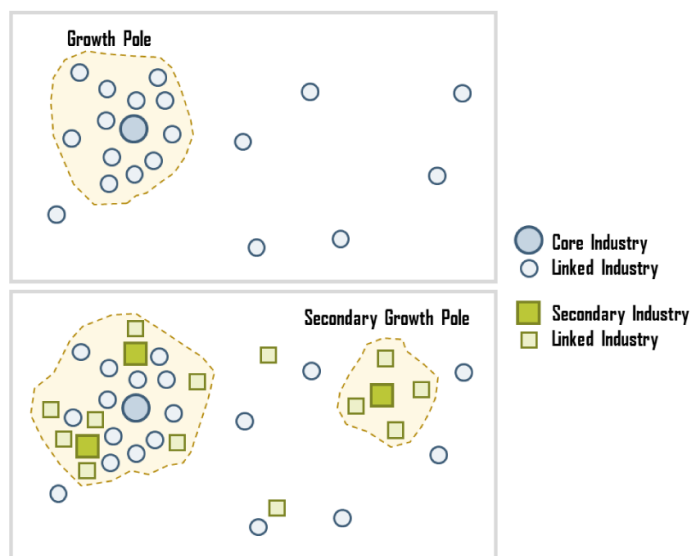 Growth Pole
Core Industry
Linked Industry
Secondary Growth Pole
Secondary Industry
Linked Industry